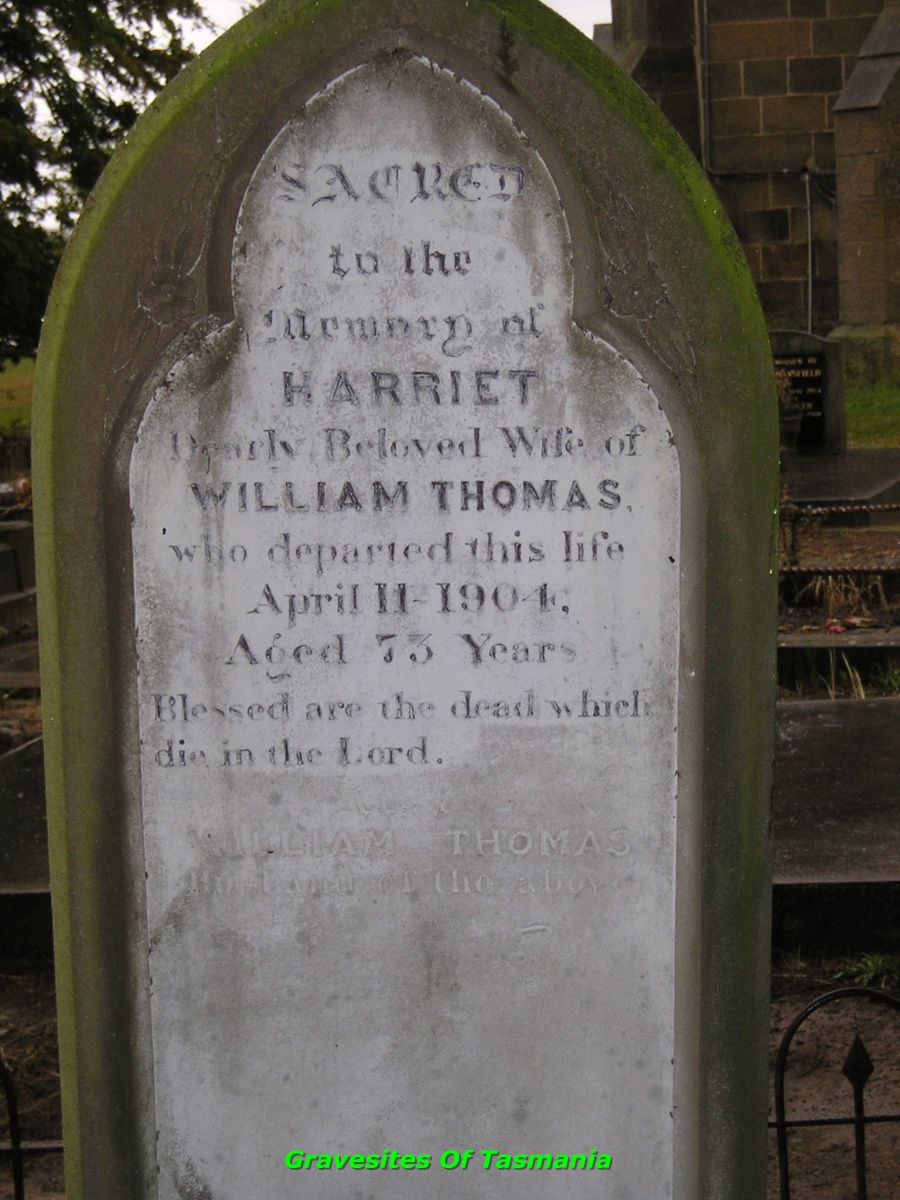 SACRED
to the
Memory of
HARRIET
Dearly Beloved Wife of
WILLIAM THOMAS,
who departed this life
April 11 - 1904,
Aged 73 Years
Blessed are the dead which
die in the Lord.
WILLIAM THOMAS
Husband of the above
Gravesites Of Tasmania